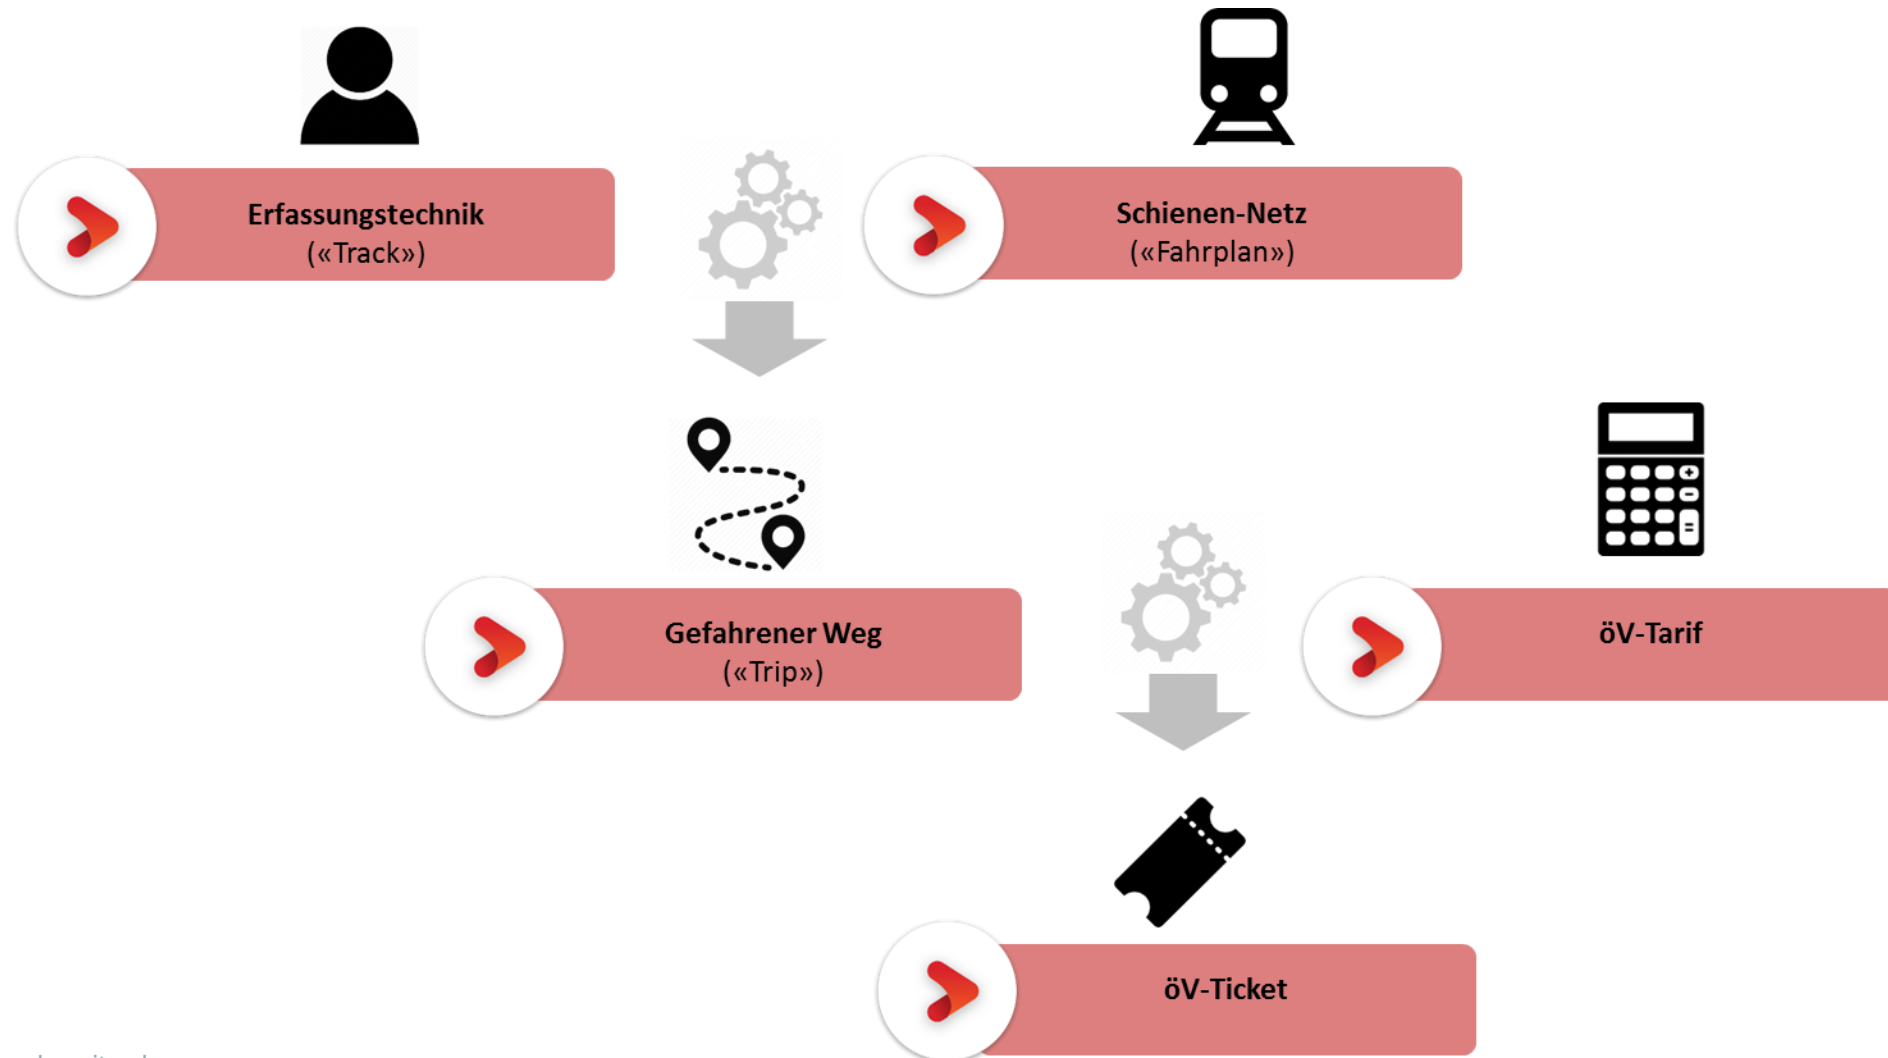 Erfassungstechnik
(«Track»)
Schienen-Netz
(«Fahrplan»)
Gefahrener Weg
(«Trip»)
öV-Tarif
öV-Ticket